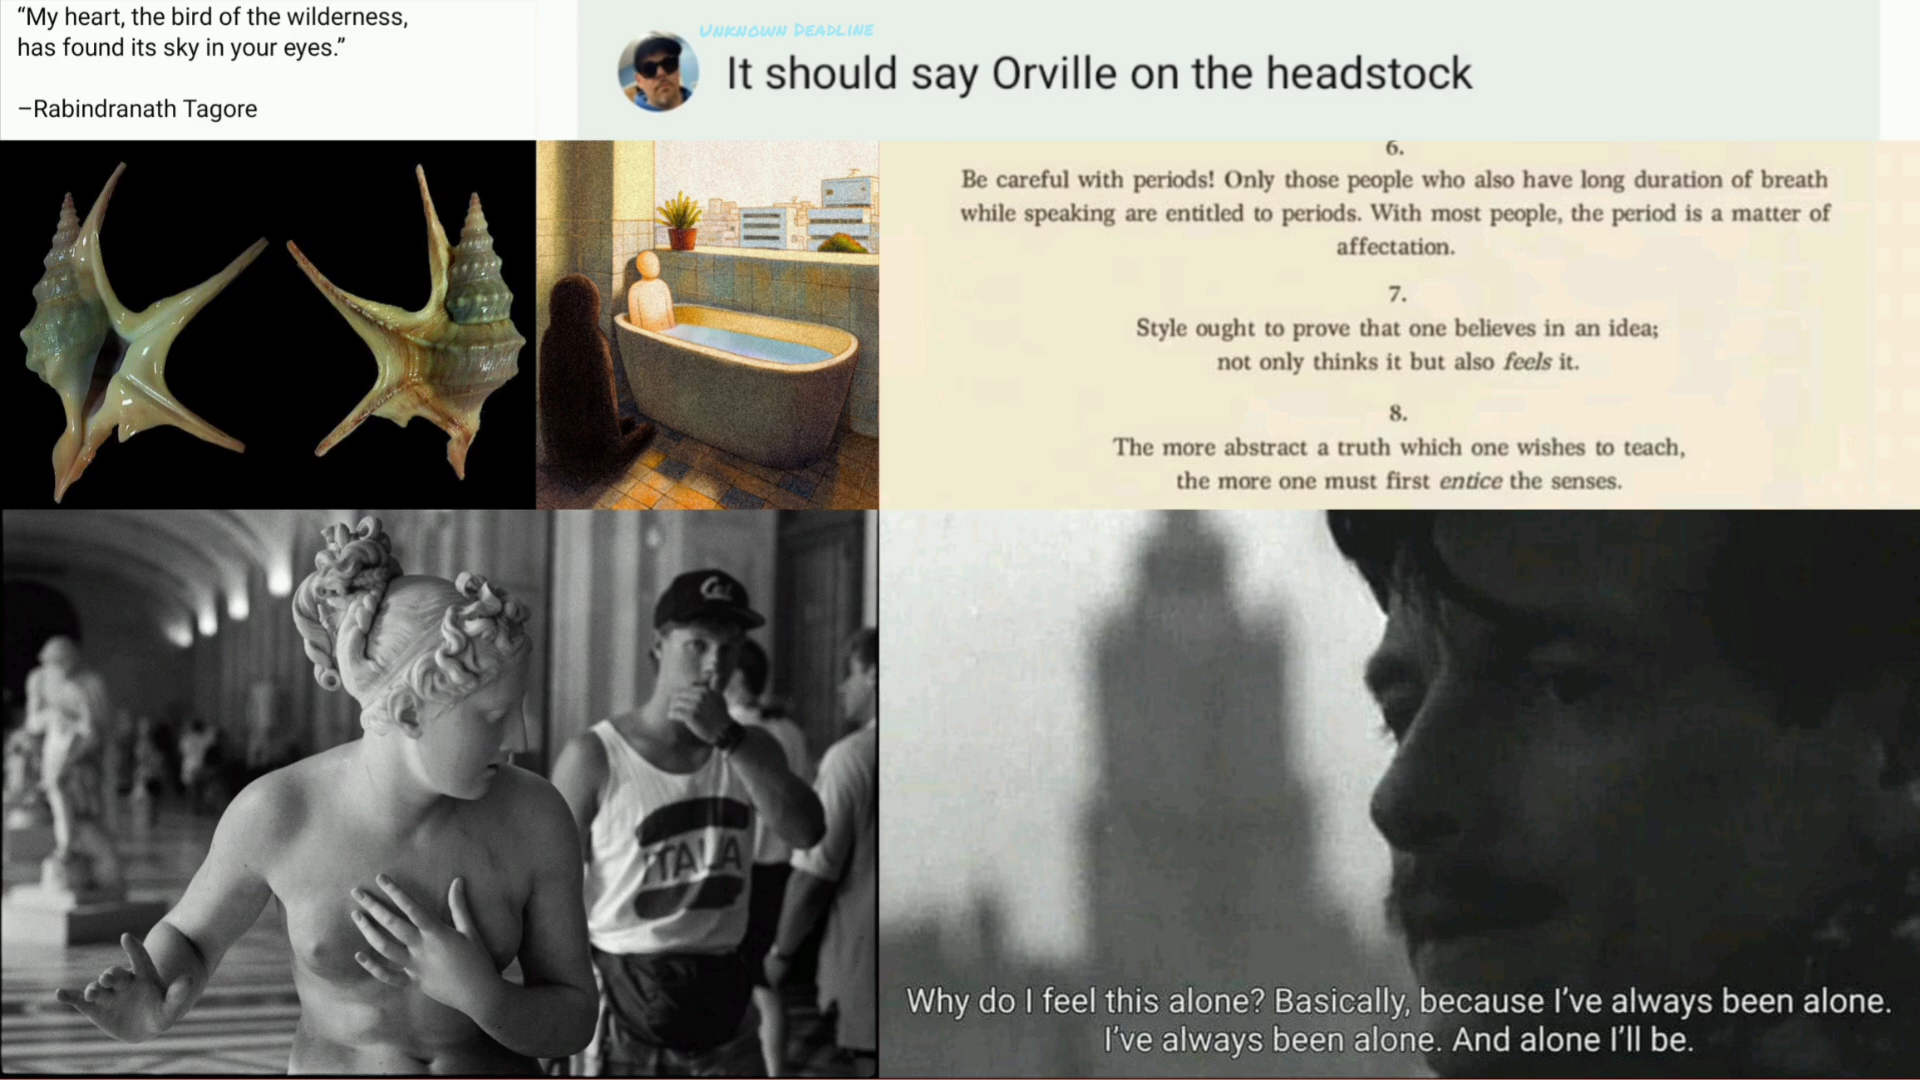 “My heart, the bird of the wilderness,
has found its sky in your eyes.”
–Rabindranath Tagore
Unknown Deadline
It should say Orville on the headstock
6.
Be careful with periods! Only those people who also have long duration of breath
while speaking are entitled to periods. With most people, the period is a matter of
affectation.
7.
Style ought to prove that one believes in an idea;
not only thinks it but also feels it.
8.
The more abstract a truth which one wishes to teach,
the more one must first entice the senses.
Cal
ITALIA
Why do I feel this alone? Basically, because I’ve always been alone.
I’ve always been alone. And alone I’ll be.